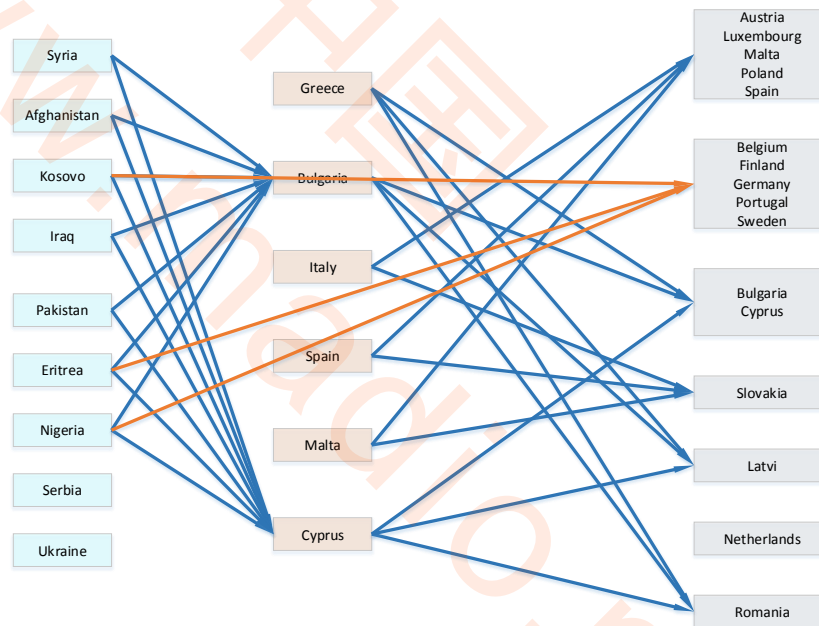 Syria
Afghanistan
Kosovo
Iraq
Pakistan
Eritrea
Nigeria
Serbia
Ukraine
Greece
Bulgaria
Italy
Spain
Malta
Cyprus
Austria
Luxembourg
Malta
Poland
Spain
Belgium
Finland
Germany
Portugal
Sweden
Bulgaria
Cyprus
Slovakia
Latvi
Netherlands
Romania